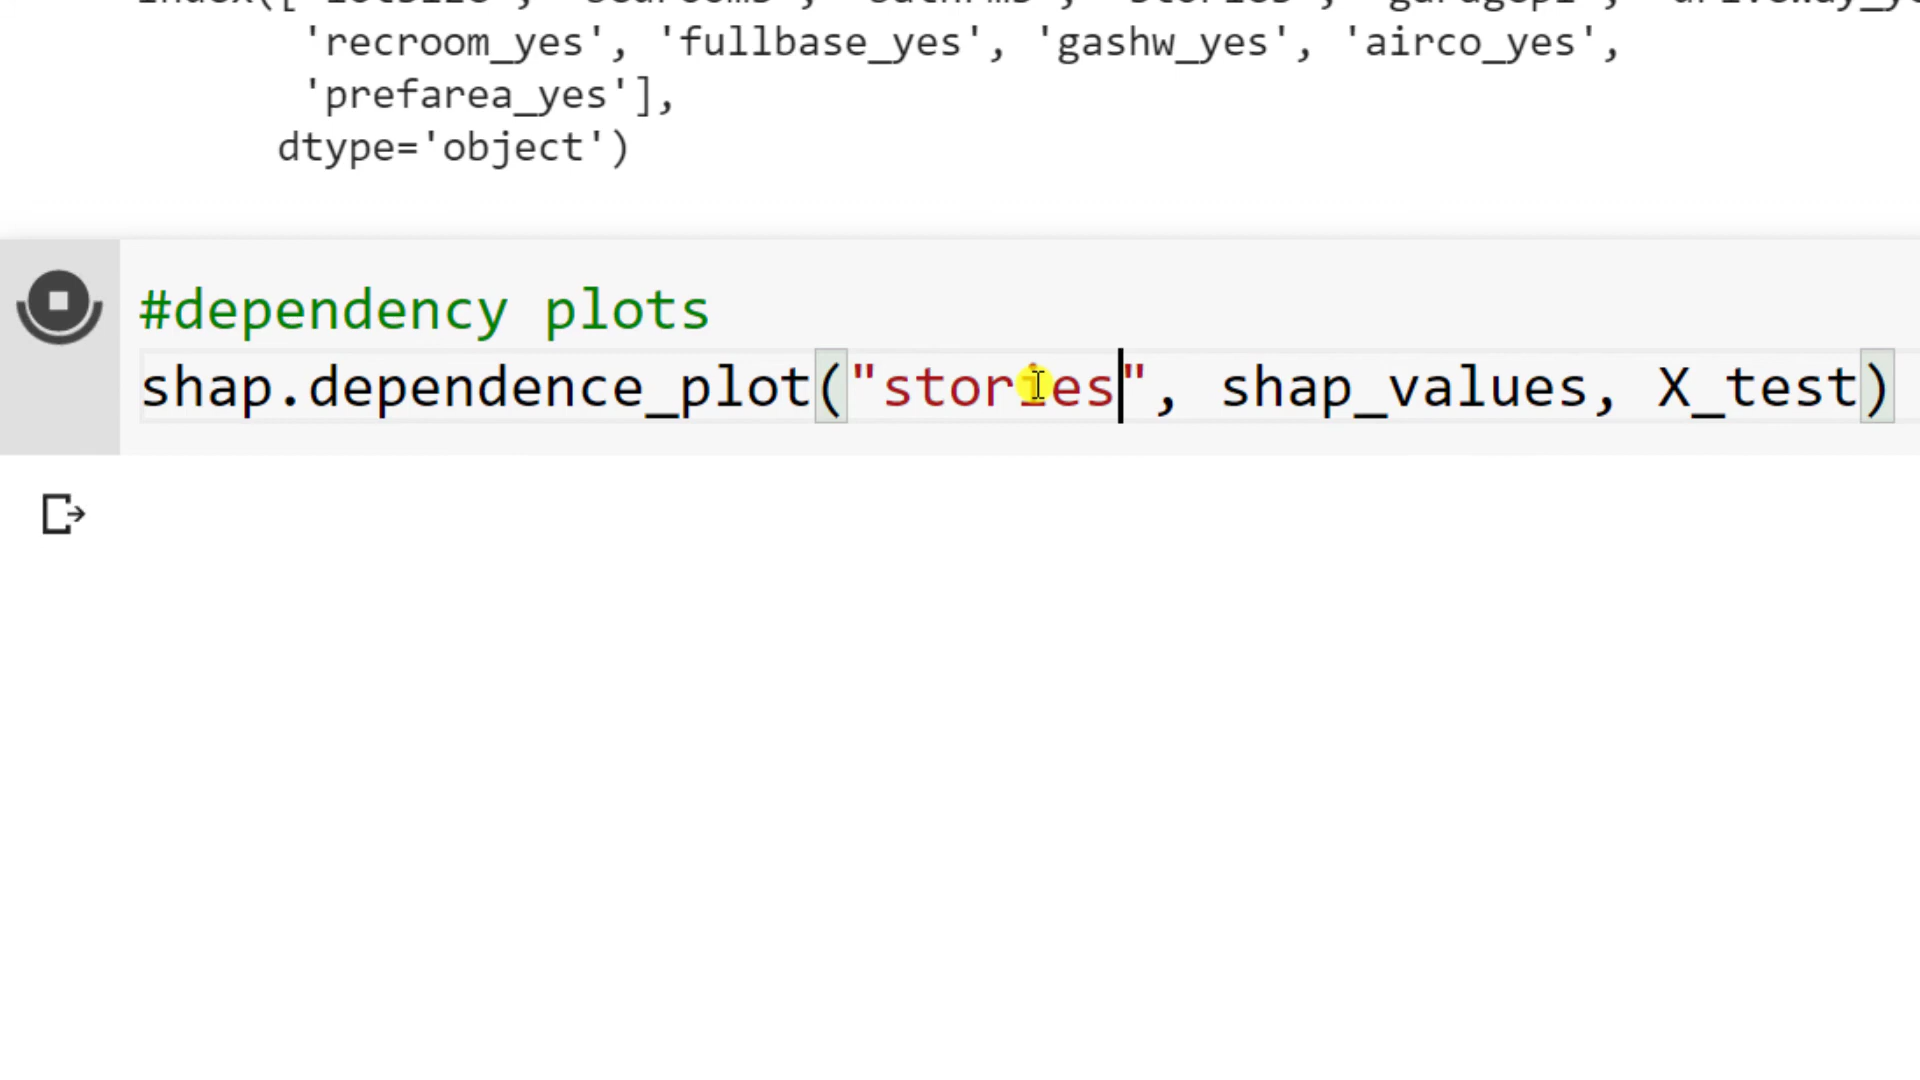 'recroom_yes', 'fullbase_yes', 'gashw_yes', 'airco_yes',
'prefarea_yes'],
dtype='object')
#dependency plots
shap.dependence_plot("stories", shap_values, X_test)